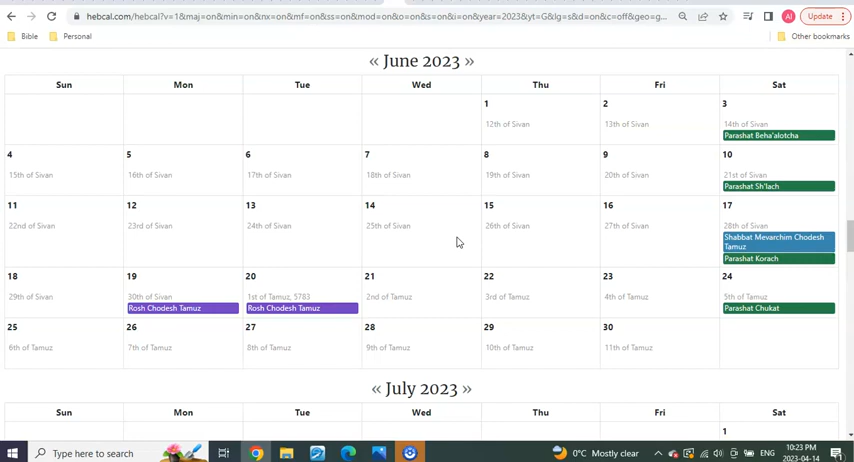 hebcal.com/hebcal?v=1&maj=on&min=on&nx=on&mf=on&ss=on&mod=on&o=on&s=on&i=on&year=2023&yt=G&lg=s&d=on&c=off&geo=g...
AI
Update
Bible
Personal
Other bookmarks
« June 2023 »
Sun Mon Tue Wed Thu Fri Sat
1 2 3
12th of Sivan 13th of Sivan 14th of Sivan
Parashat Beha'alotcha
4 5 6 7 8 9 10
15th of Sivan 16th of Sivan 17th of Sivan 18th of Sivan 19th of Sivan 20th of Sivan 21st of Sivan
Parashat Sh'lach
11 12 13 14 15 16 17
22nd of Sivan 23rd of Sivan 24th of Sivan 25th of Sivan 26th of Sivan 27th of Sivan 28th of Sivan
Shabbat Mevarchim Chodesh
Tamuz
Parashat Korach
18 19 20 21 22 23 24
29th of Sivan 30th of Sivan 1st of Tamuz, 5783 2nd of Tamuz 3rd of Tamuz 4th of Tamuz 5th of Tamuz
Rosh Chodesh Tamuz Rosh Chodesh Tamuz Parashat Chukat
25 26 27 28 29 30
6th of Tamuz 7th of Tamuz 8th of Tamuz 9th of Tamuz 10th of Tamuz 11th of Tamuz
« July 2023 »
Sun Mon Tue Wed Thu Fri Sat
1
Type here to search
0°C Mostly clear
ENG
10:23 PM
2023-04-14